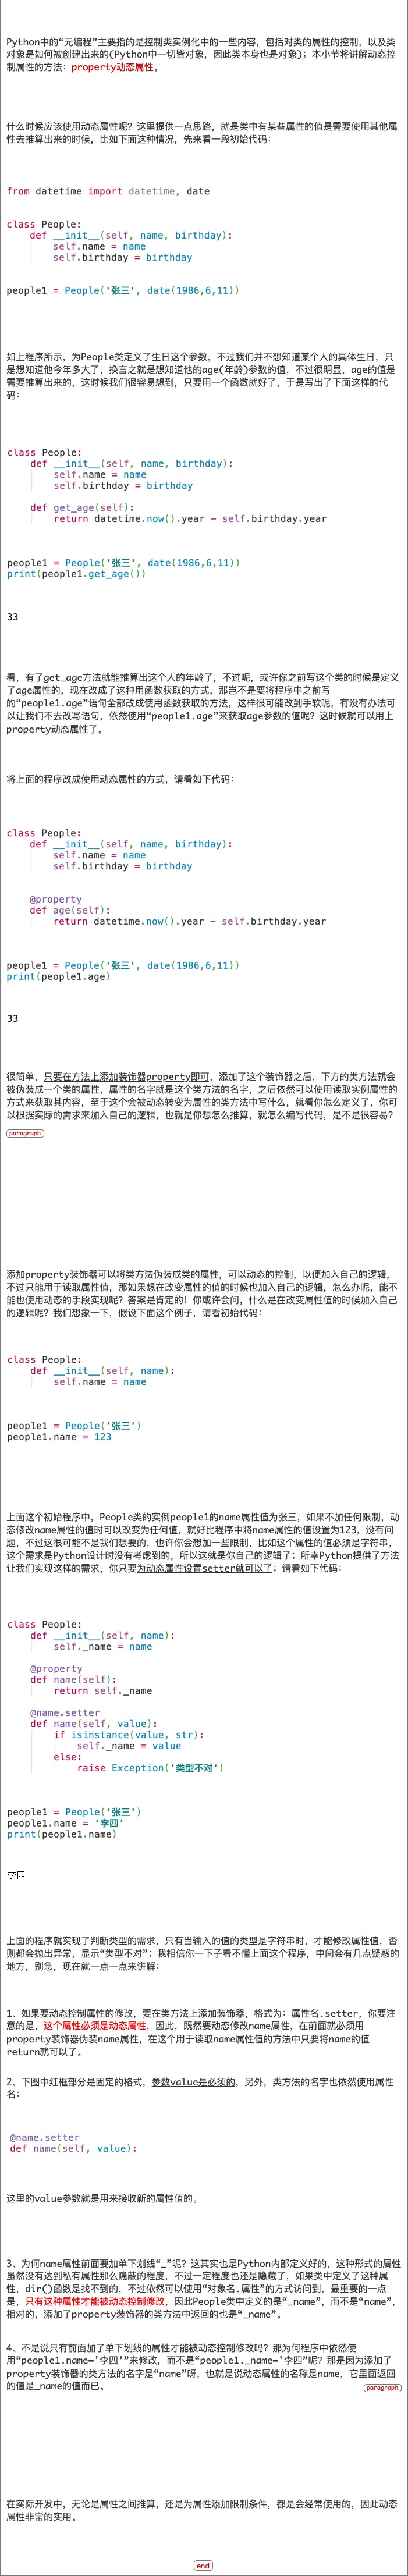 Python中的“元编程”主要指的是控制类实例化中的一些内容，包括对类的属性的控制，以及类
对象是如何被创建出来的(Python中一切皆对象，因此类本身也是对象)；本小节将讲解动态控
制属性的方法：property动态属性。
什么时候应该使用动态属性呢？这里提供一点思路，就是类中有某些属性的值是需要使用其他属
性去推算出来的时候，比如下面这种情况，先来看一段初始代码：
from datetime import datetime, date
class People:
    def __init__(self, name, birthday):
        self.name = name
        self.birthday = birthday
people1 = People('张三', date(1986,6,11))
如上程序所示，为People类定义了生日这个参数，不过我们并不想知道某个人的具体生日，只
是想知道他今年多大了，换言之就是想知道他的age(年龄)参数的值，不过很明显，age的值是
需要推算出来的，这时候我们很容易想到，只要用一个函数就好了，于是写出了下面这样的代
码：
class People:
    def __init__(self, name, birthday):
        self.name = name
        self.birthday = birthday
    def get_age(self):
        return datetime.now().year - self.birthday.year
people1 = People('张三', date(1986,6,11))
print(people1.get_age())
33
看，有了get_age方法就能推算出这个人的年龄了，不过呢，或许你之前写这个类的时候是定义
了age属性的，现在改成了这种用函数获取的方式，那岂不是要将程序中之前写
的“people1.age”语句全部改成使用函数获取的方法，这样很可能改到手软呢，有没有办法可
以让我们不去改写语句，依然使用“people1.age”来获取age参数的值呢？这时候就可以用上
property动态属性了。
将上面的程序改成使用动态属性的方式，请看如下代码：
class People:
    def __init__(self, name, birthday):
        self.name = name
        self.birthday = birthday
    @property
    def age(self):
        return datetime.now().year - self.birthday.year
people1 = People('张三', date(1986,6,11))
print(people1.age)
33
很简单，只要在方法上添加装饰器property即可，添加了这个装饰器之后，下方的类方法就会
被伪装成一个类的属性，属性的名字就是这个类方法的名字，之后依然可以使用读取实例属性的
方式来获取其内容，至于这个会被动态转变为属性的类方法中写什么，就看你怎么定义了，你可
以根据实际的需求来加入自己的逻辑，也就是你想怎么推算，就怎么编写代码，是不是很容易？
paragraph
添加property装饰器可以将类方法伪装成类的属性，可以动态的控制，以便加入自己的逻辑，
不过只能用于读取属性值，那如果想在改变属性的值的时候也加入自己的逻辑，怎么办呢，能不
能也使用动态的手段实现呢？答案是肯定的！你或许会问，什么是在改变属性值的时候加入自己
的逻辑呢？我们想象一下，假设下面这个例子，请看初始代码：
class People:
    def __init__(self, name):
        self.name = name
people1 = People('张三')
people1.name = 123
上面这个初始程序中，People类的实例people1的name属性值为张三，如果不加任何限制，动
态修改name属性的值时可以改变为任何值，就好比程序中将name属性的值设置为123，没有问
题，不过这很可能不是我们想要的，也许你会想加一些限制，比如这个属性的值必须是字符串，
这个需求是Python设计时没有考虑到的，所以这就是你自己的逻辑了；所幸Python提供了方法
让我们实现这样的需求，你只要为动态属性设置setter就可以了；请看如下代码：
class People:
    def __init__(self, name):
        self._name = name
    @property
    def name(self):
        return self._name
    @name.setter
    def name(self, value):
        if isinstance(value, str):
            self._name = value
        else:
            raise Exception('类型不对')
people1 = People('张三')
people1.name = '李四'
print(people1.name)
李四
上面的程序就实现了判断类型的需求，只有当输入的值的类型是字符串时，才能修改属性值，否
则都会抛出异常，显示“类型不对”；我相信你一下子看不懂上面这个程序，中间会有几点疑惑的
地方，别急，现在就一点一点来讲解：
1、如果要动态控制属性的修改，要在类方法上添加装饰器，格式为：属性名.setter，你要注
意的是，这个属性必须是动态属性，因此，既然要动态修改name属性，在前面就必须用
property装饰器伪装name属性，在这个用于读取name属性值的方法中只要将name的值
return就可以了。
2、下图中红框部分是固定的格式，参数value是必须的，另外，类方法的名字也依然使用属性
名：
@name.setter
def name(self, value):
这里的value参数就是用来接收新的属性值的。
3、为何name属性前面要加单下划线“_”呢？这其实也是Python内部定义好的，这种形式的属性
虽然没有达到私有属性那么隐蔽的程度，不过一定程度也还是隐藏了，如果类中定义了这种属
性，dir()函数是找不到的，不过依然可以使用“对象名.属性”的方式访问到，最重要的一点
是，只有这种属性才能被动态控制修改，因此People类中定义的是“_name”，而不是“name”，
相对的，添加了property装饰器的类方法中返回的也是“_name”。
4、不是说只有前面加了单下划线的属性才能被动态控制修改吗？那为何程序中依然使
用“people1.name='李四'”来修改，而不是“people1._name='李四”呢？那是因为添加了
property装饰器的类方法的名字是“name”呀，也就是说动态属性的名称是name，它里面返回
的值是_name的值而已。
paragraph
在实际开发中，无论是属性之间推算，还是为属性添加限制条件，都是会经常使用的，因此动态
属性非常的实用。
end